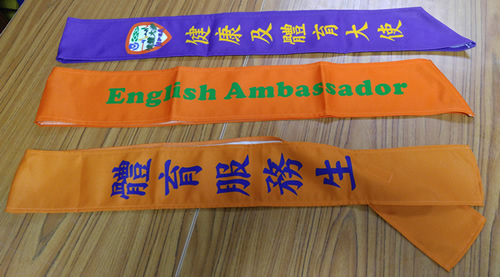 健康及體育大使
English Ambassador
體育服務生